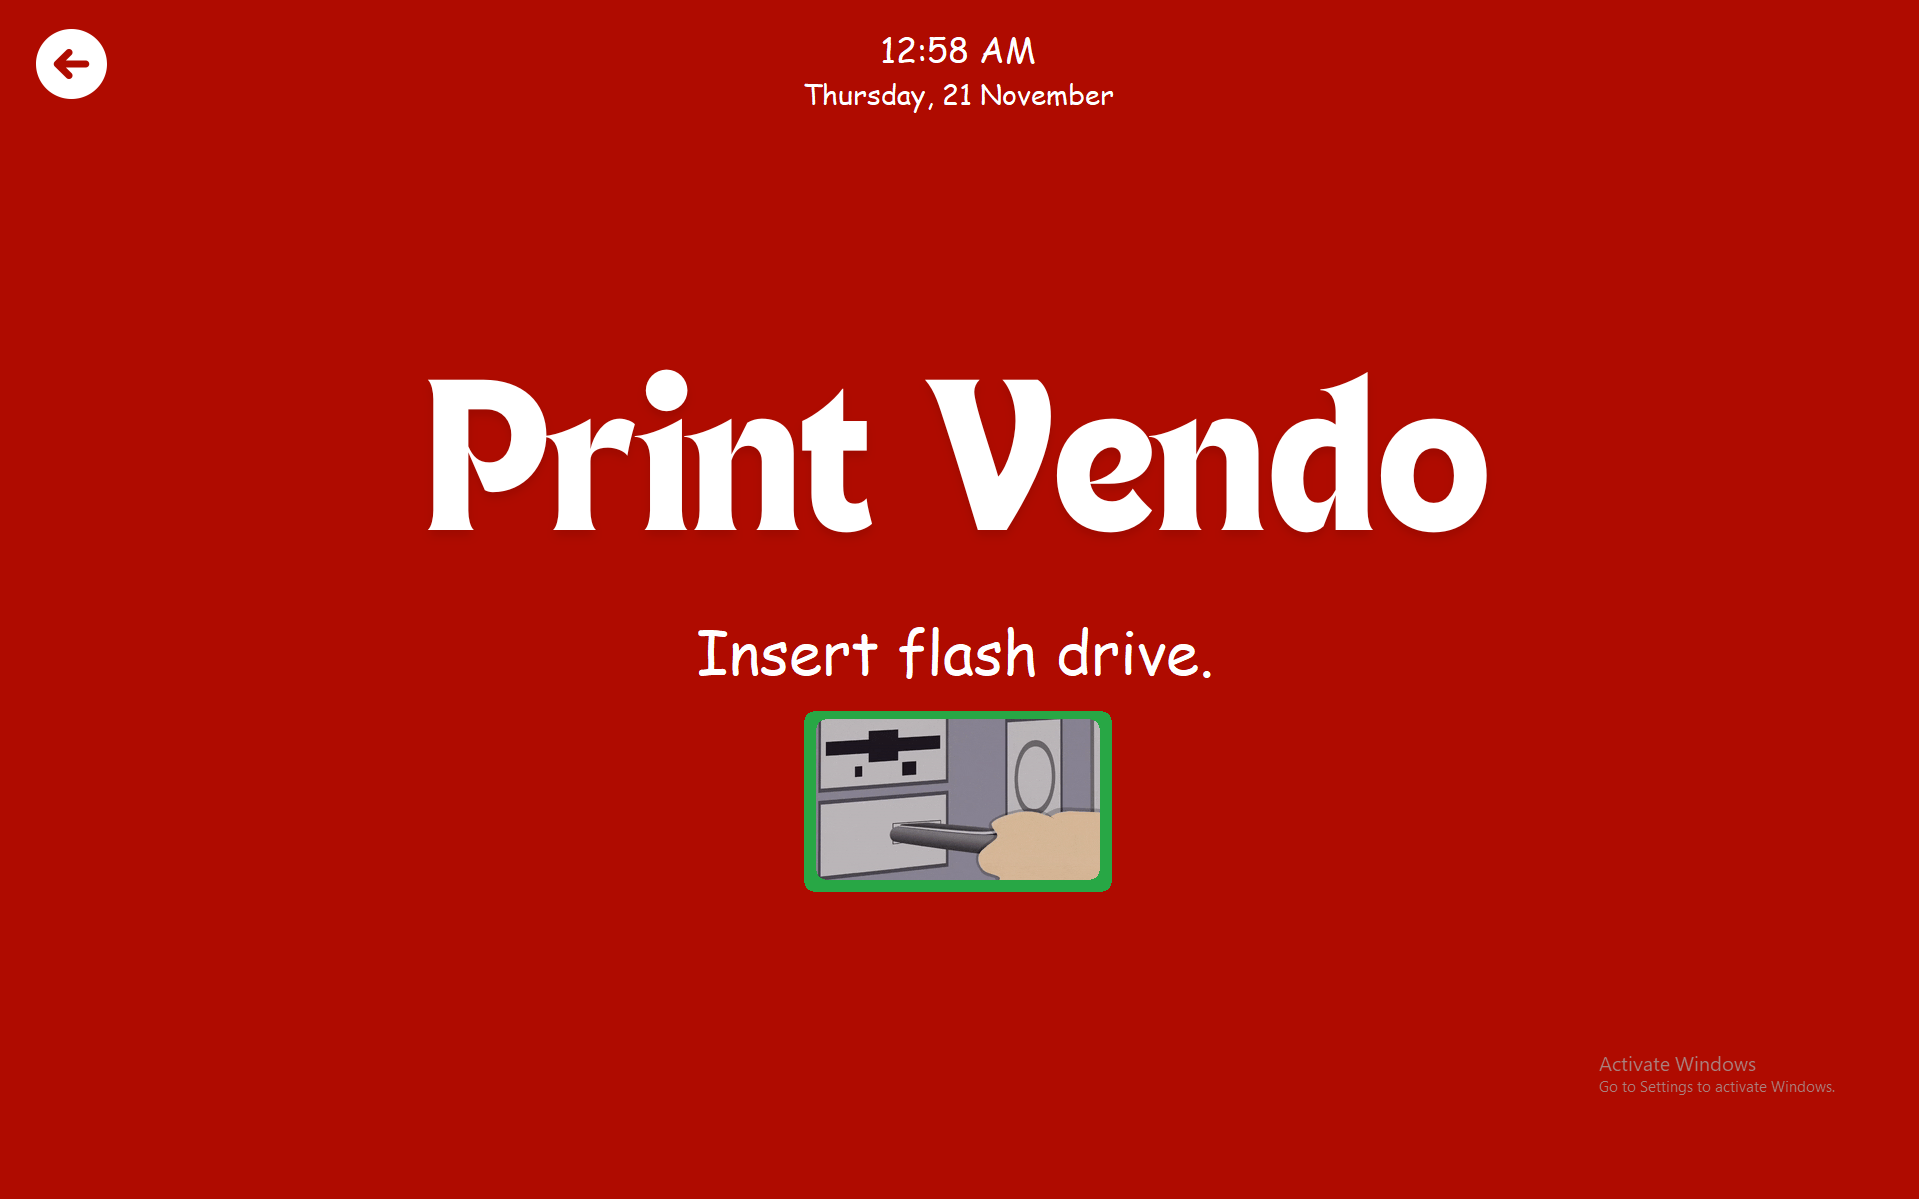 12:58 AM
Thursday, 21 November
Print Vendo
Insert flash drive.
Activate Windows
Go to Settings to activate Windows.